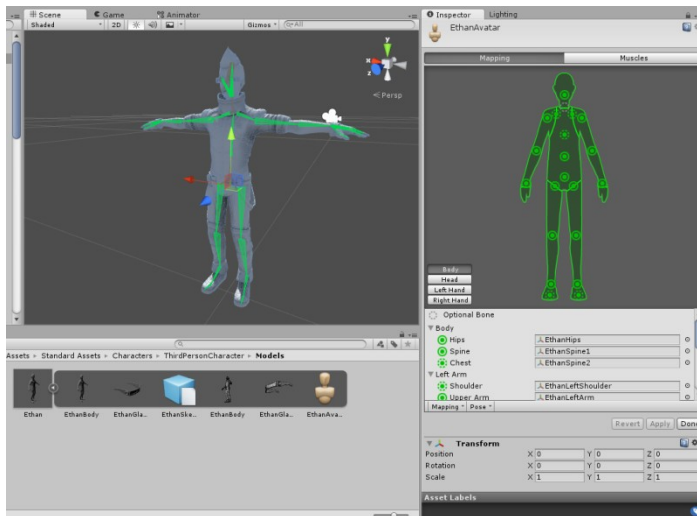 Scene Game Animator
Shaded 2D Gizmos All
y
x
z
Persp
Assets Standard Assets Characters ThirdPersonCharacter Models
Ethan EthanBody EthanGla... EthanSke... EthanBody EthanGla... EthanAva...
Inspector Lighting
EthanAvatar
Mapping Muscles
Body
Head
Left Hand
Right Hand
Optional Bone
Body
Hips EthanHips
Spine EthanSpine1
Chest EthanSpine2
Left Arm
Shoulder EthanLeftShoulder
Upper Arm EthanLeftArm
Mapping Pose
Revert Apply Done
Transform
Position X 0 Y 0 Z 0
Rotation X 0 Y 0 Z 0
Scale X 1 Y 1 Z 1
Asset Labels